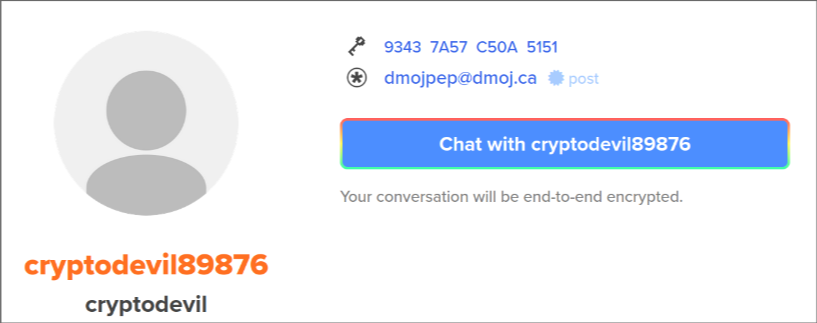 cryptodevil89876
cryptodevil
9343 7A57 C50A 5151
dmojpep@dmoj.ca post
Chat with cryptodevil89876
Your conversation will be end-to-end encrypted.